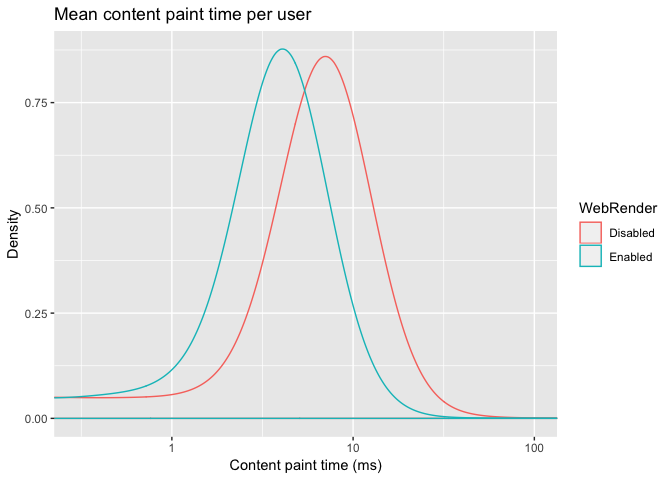 Mean content paint time per user
0.75
0.50
0.25
0.00
Density
1
10
100
Content paint time (ms)
WebRender
Disabled
Enabled